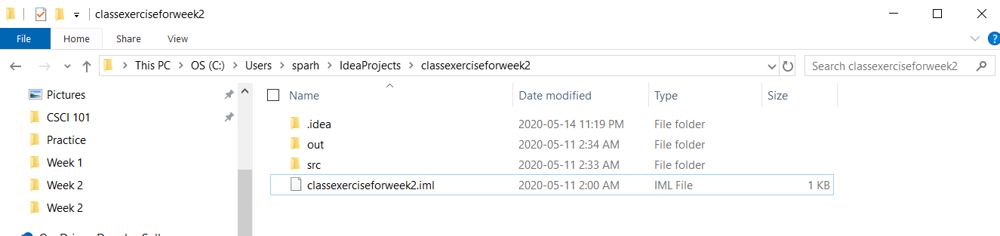 classexerciseforweek2
File Home Share View
This PC OS (C:) Users sparh IdeaProjects classexerciseforweek2 Search classexerciseforweek2
Name Date modified Type Size
Pictures
CSCI 101
Practice
Week 1
Week 2
Week 2
.idea 2020-05-14 11:19 PM File folder
out 2020-05-11 2:34 AM File folder
src 2020-05-11 2:33 AM File folder
classexerciseforweek2.iml 2020-05-11 2:00 AM IML File 1 KB